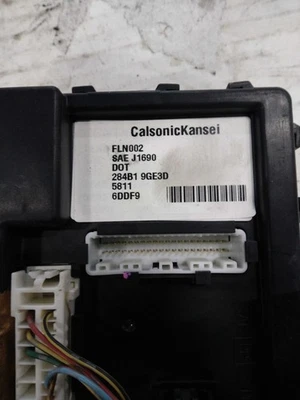 CalsonicKansei
FLN002
SAE J1690
DOT
284B1 9GE3D
5811
6DDF9